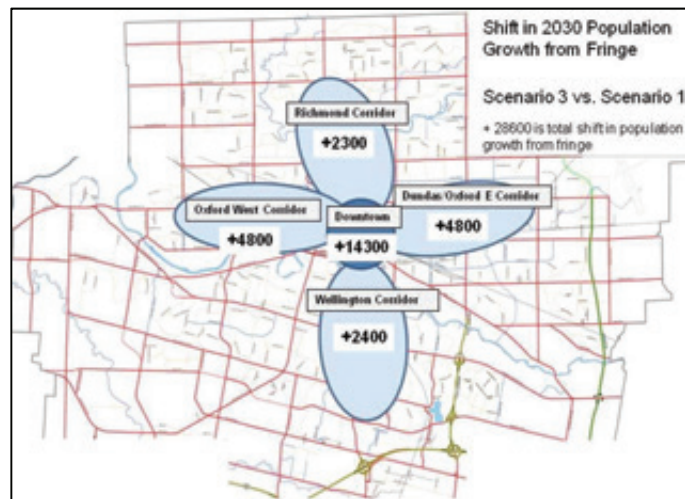 Shift in 2030 Population
Growth from Fringe
Scenario 3 vs. Scenario 1
+ 28600 is total shift in population
growth from fringe
Richmond Corridor
+2300
Oxford West Corridor
+4800
Downtown
+14300
Dundas/Oxford E Corridor
+4800
Wellington Corridor
+2400